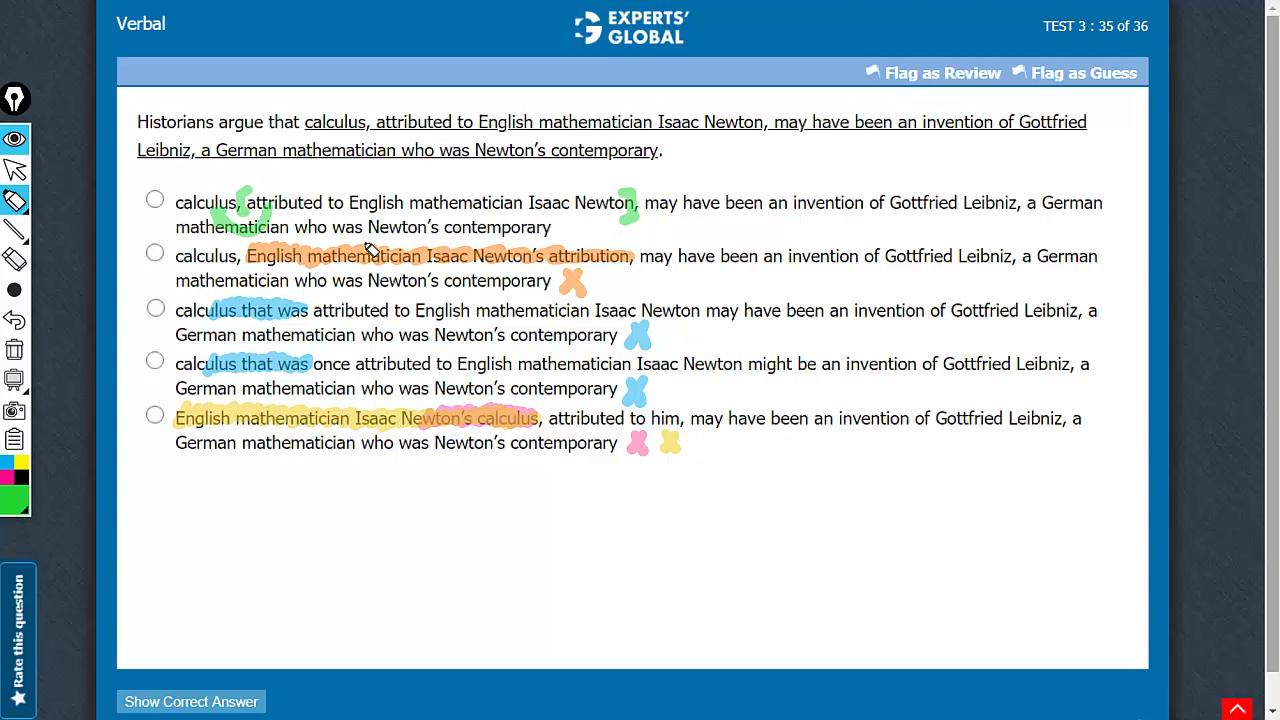 Verbal
EXPERTS’
GLOBAL
TEST 3 : 35 of 36
Flag as Review
Flag as Guess
Historians argue that calculus, attributed to English mathematician Isaac Newton, may have been an invention of Gottfried
Leibniz, a German mathematician who was Newton’s contemporary.
calculus, attributed to English mathematician Isaac Newton, may have been an invention of Gottfried Leibniz, a German
mathematician who was Newton’s contemporary
calculus, English mathematician Isaac Newton’s attribution, may have been an invention of Gottfried Leibniz, a German
mathematician who was Newton’s contemporary
calculus that was attributed to English mathematician Isaac Newton may have been an invention of Gottfried Leibniz, a
German mathematician who was Newton’s contemporary
calculus that was once attributed to English mathematician Isaac Newton might be an invention of Gottfried Leibniz, a
German mathematician who was Newton’s contemporary
English mathematician Isaac Newton’s calculus, attributed to him, may have been an invention of Gottfried Leibniz, a
German mathematician who was Newton’s contemporary
Rate this question
Show Correct Answer